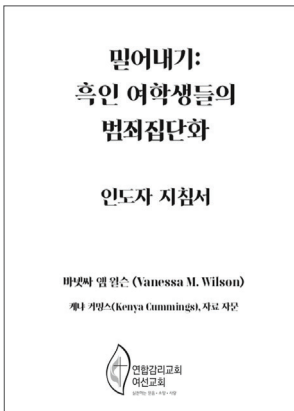 밀어내기:
흑인 여학생들의
범죄집단화
인도자 지침서
바넷싸 엠 윌슨 (Vanessa M. Wilson)
케냐 커밍스(Kenya Cummings), 자료 자문
연합감리교회
여선교회